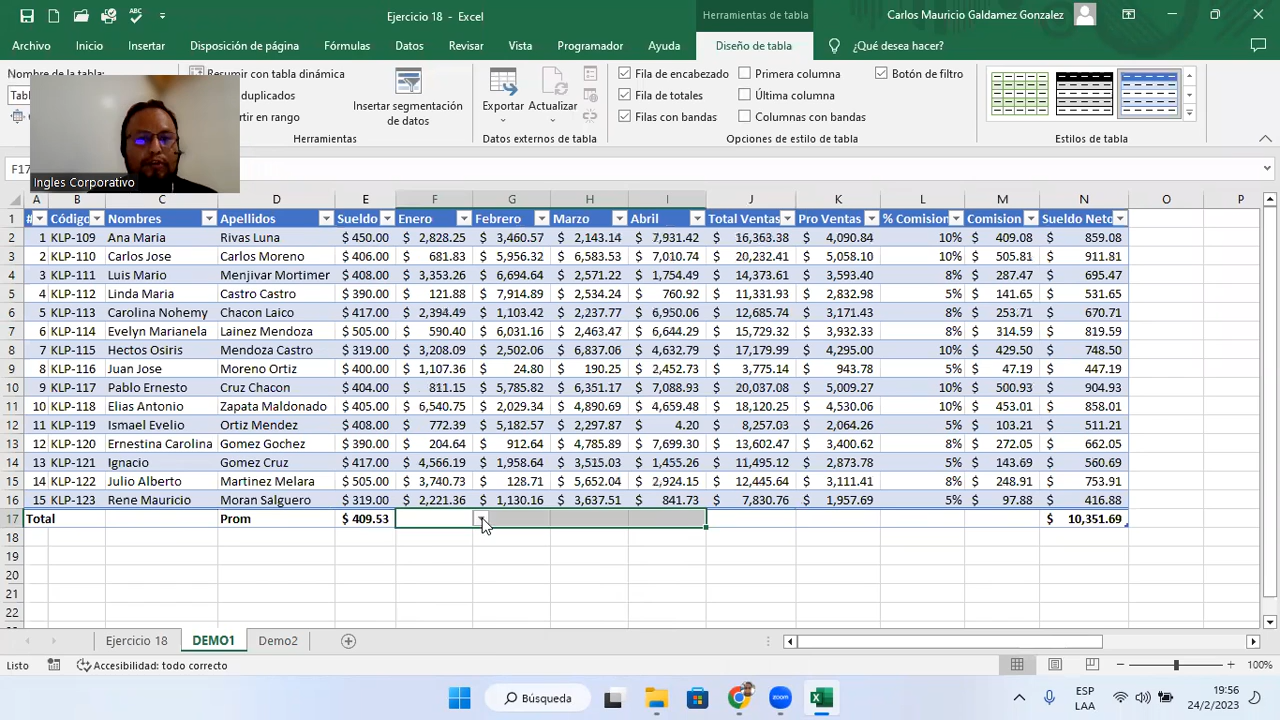 Ejercicio 18 - Excel
Herramientas de tabla
Carlos Mauricio Galdamez Gonzalez
Archivo Inicio Insertar Disposición de página Fórmulas Datos Revisar Vista Programador Ayuda Diseño de tabla ¿Qué desea hacer?
Nombre de la tabla:
Resumir con tabla dinámica
duplicados
Insertar segmentación
de datos
Exportar Actualizar
Fila de encabezado Primera columna Botón de filtro
Fila de totales Última columna
Filas con bandas Columnas con bandas
Herramientas Datos externos de tabla Opciones de estilo de tabla Estilos de tabla
Ingles Corporativo
A B C D E F G H I J K L M N O P
1 # Código Nombres Apellidos Sueldo Enero Febrero Marzo Abril Total Ventas Pro Ventas % Comision Comision Sueldo Neto
2 1 KLP-109 Ana Maria Rivas Luna $ 450.00 $ 2,828.25 $ 3,460.57 $ 2,143.14 $ 7,931.42 $ 16,363.38 $ 4,090.84 10% $ 409.08 $ 859.08
3 2 KLP-110 Carlos Jose Carlos Moreno $ 406.00 $ 681.83 $ 5,956.32 $ 6,583.53 $ 7,010.74 $ 20,232.41 $ 5,058.10 10% $ 505.81 $ 911.81
4 3 KLP-111 Luis Mario Menjivar Mortimer $ 408.00 $ 3,353.26 $ 6,694.64 $ 2,571.22 $ 1,754.49 $ 14,373.61 $ 3,593.40 8% $ 287.47 $ 695.47
5 4 KLP-112 Linda Maria Castro Castro $ 390.00 $ 121.88 $ 7,914.89 $ 2,534.24 $ 760.92 $ 11,331.93 $ 2,832.98 5% $ 141.65 $ 531.65
6 5 KLP-113 Carolina Nohemy Chacon Laico $ 417.00 $ 2,394.49 $ 1,103.42 $ 2,237.77 $ 6,950.06 $ 12,685.74 $ 3,171.43 8% $ 253.71 $ 670.71
7 6 KLP-114 Evelyn Marianela Lainez Mendoza $ 505.00 $ 590.40 $ 6,031.16 $ 2,463.47 $ 6,644.29 $ 15,729.32 $ 3,932.33 8% $ 314.59 $ 819.59
8 7 KLP-115 Hectos Osiris Mendoza Castro $ 319.00 $ 3,208.09 $ 2,502.06 $ 6,837.06 $ 4,632.79 $ 17,179.99 $ 4,295.00 10% $ 429.50 $ 748.50
9 8 KLP-116 Juan Jose Moreno Ortiz $ 400.00 $ 1,107.36 $ 24.80 $ 190.25 $ 2,452.73 $ 3,775.14 $ 943.78 5% $ 47.19 $ 447.19
10 9 KLP-117 Pablo Ernesto Cruz Chacon $ 404.00 $ 811.15 $ 5,785.82 $ 6,351.17 $ 7,088.93 $ 20,037.08 $ 5,009.27 10% $ 500.93 $ 904.93
11 10 KLP-118 Elias Antonio Zapata Maldonado $ 405.00 $ 6,540.75 $ 2,029.34 $ 4,890.69 $ 4,659.48 $ 18,120.25 $ 4,530.06 10% $ 453.01 $ 858.01
12 11 KLP-119 Ismael Evelio Ortiz Mendez $ 408.00 $ 772.39 $ 5,182.57 $ 2,297.87 $ 4.20 $ 8,257.03 $ 2,064.26 5% $ 103.21 $ 511.21
13 12 KLP-120 Ernestina Carolina Gomez Gochez $ 390.00 $ 204.64 $ 912.64 $ 4,785.89 $ 7,699.30 $ 13,602.47 $ 3,400.62 8% $ 272.05 $ 662.05
14 13 KLP-121 Ignacio Gomez Cruz $ 417.00 $ 4,566.19 $ 1,958.64 $ 3,515.03 $ 1,455.26 $ 11,495.12 $ 2,873.78 5% $ 143.69 $ 560.69
15 14 KLP-122 Julio Alberto Martinez Melara $ 505.00 $ 3,740.73 $ 128.71 $ 5,652.04 $ 2,924.15 $ 12,445.64 $ 3,111.41 8% $ 248.91 $ 753.91
16 15 KLP-123 Rene Mauricio Moran Salguero $ 319.00 $ 2,221.36 $ 1,130.16 $ 3,637.51 $ 841.73 $ 7,830.76 $ 1,957.69 5% $ 97.88 $ 416.88
17 Total Prom $ 409.53 $ 10,351.69
18
19
20
21
22
Ejercicio 18 DEMO1 Demo2
Listo Accesibilidad: todo correcto 100%
Búsqueda
ESP
LAA
19:56
24/2/2023